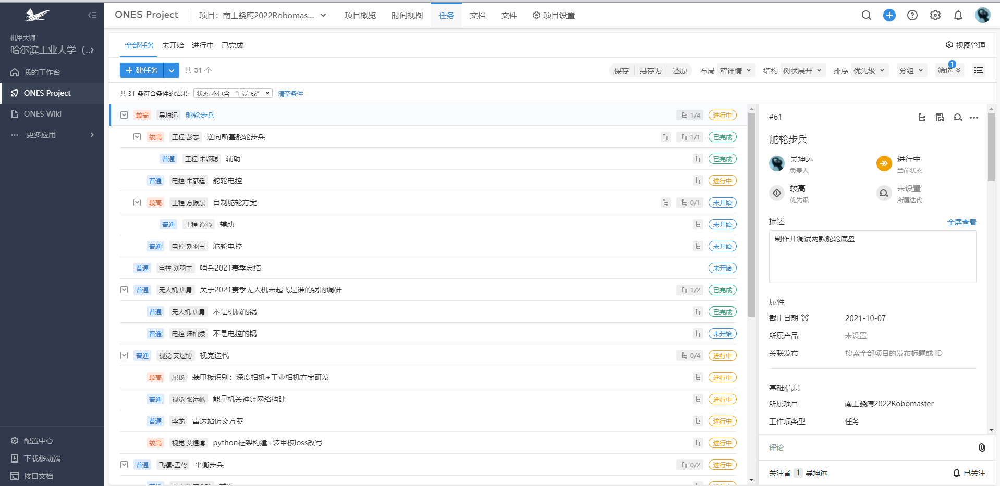 ONES Project
项目：南工骁鹰2022Robomas...
项目概览
时间视图
任务
文档
文件
项目设置
机甲大师
哈尔滨工业大学（...
我的工作台
ONES Project
ONES Wiki
更多应用
配置中心
下载移动端
接口文档
全部任务 未开始 进行中 已完成
视图管理
建任务 共 31 个
保存 另存为 还原 布局 窄详情 结构 树状展开 排序 优先级 分组 筛选 1
共 31 条符合条件的结果： 状态 不包含 “已完成” × 清空条件
较高 吴坤远 舵轮步兵 1/4 进行中
较高 工程 彭志 逆向斯基舵轮步兵 1/1 已完成
普通 工程 朱颖聪 辅助 已完成
普通 电控 朱彦廷 舵轮电控 进行中
较高 工程 方振东 自制舵轮方案 0/1 未开始
普通 工程 谭心 辅助 未开始
普通 电控 刘羽丰 舵轮电控 未开始
普通 电控 刘羽丰 哨兵2021赛季总结 未开始
普通 无人机 唐勇 关于2021赛季无人机未起飞是谁的锅的调研 1/2 已完成
普通 无人机 唐勇 不是机械的锅 已完成
普通 电控 陆柏臻 不是电控的锅 未开始
普通 视觉 艾煜博 视觉迭代 0/4 进行中
较高 屈扬 装甲板识别：深度相机+工业相机方案研发 进行中
普通 视觉 张远帆 能量机关神经网络构建 进行中
普通 李龙 雷达站仿交方案 进行中
较高 视觉 艾煜博 python框架构建+装甲板loss改写 进行中
普通 飞镖-孟骜 平衡步兵 0/2 进行中
#61
舵轮步兵
吴坤远
负责人
进行中
当前状态
较高
优先级
未设置
所属迭代
描述 全屏查看
制作并调试两款舵轮底盘
属性
截止日期 2021-10-07
所属产品 未设置
关联发布 搜索全部项目的发布标题或 ID
基础信息
所属项目 南工骁鹰2022Robomaster
工作项类型 任务
评论
关注者 1 吴坤远 已关注